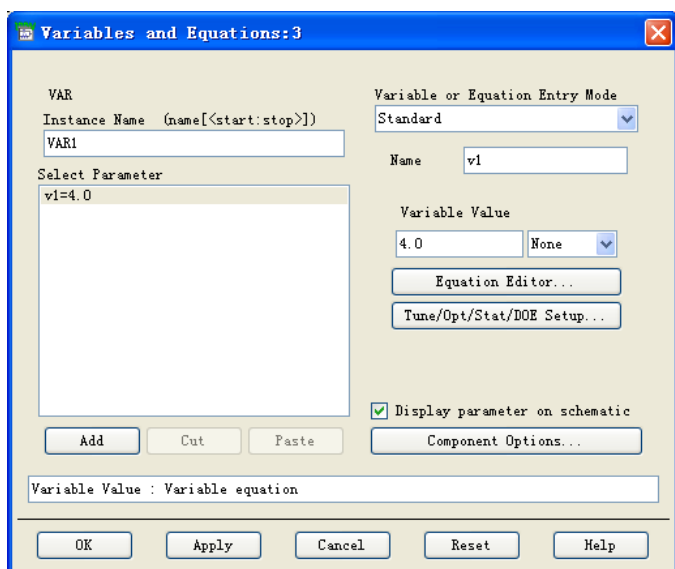 Variables and Equations:3
VAR
Instance Name (name[<start:stop>])
VAR1
Select Parameter
v1=4.0
Add
Cut
Paste
Variable or Equation Entry Mode
Standard
Name
v1
Variable Value
4.0
None
Equation Editor...
Tune/Opt/Stat/DOE Setup...
Display parameter on schematic
Component Options...
Variable Value : Variable equation
OK
Apply
Cancel
Reset
Help